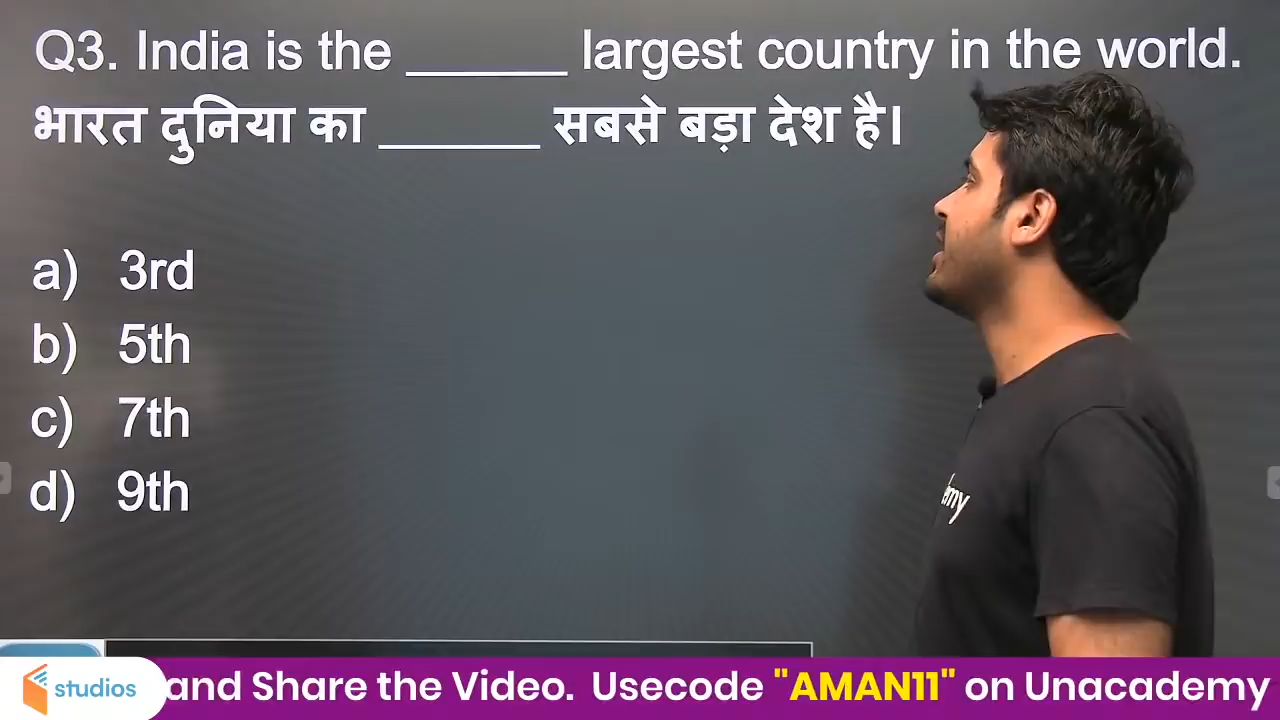 Q3. India is the ______ largest country in the world.
भारत दुनिया का ______ सबसे बड़ा देश है।
a) 3rd
b) 5th
c) 7th
d) 9th
emy
studios
and Share the Video. Usecode "AMAN11" on Unacademy